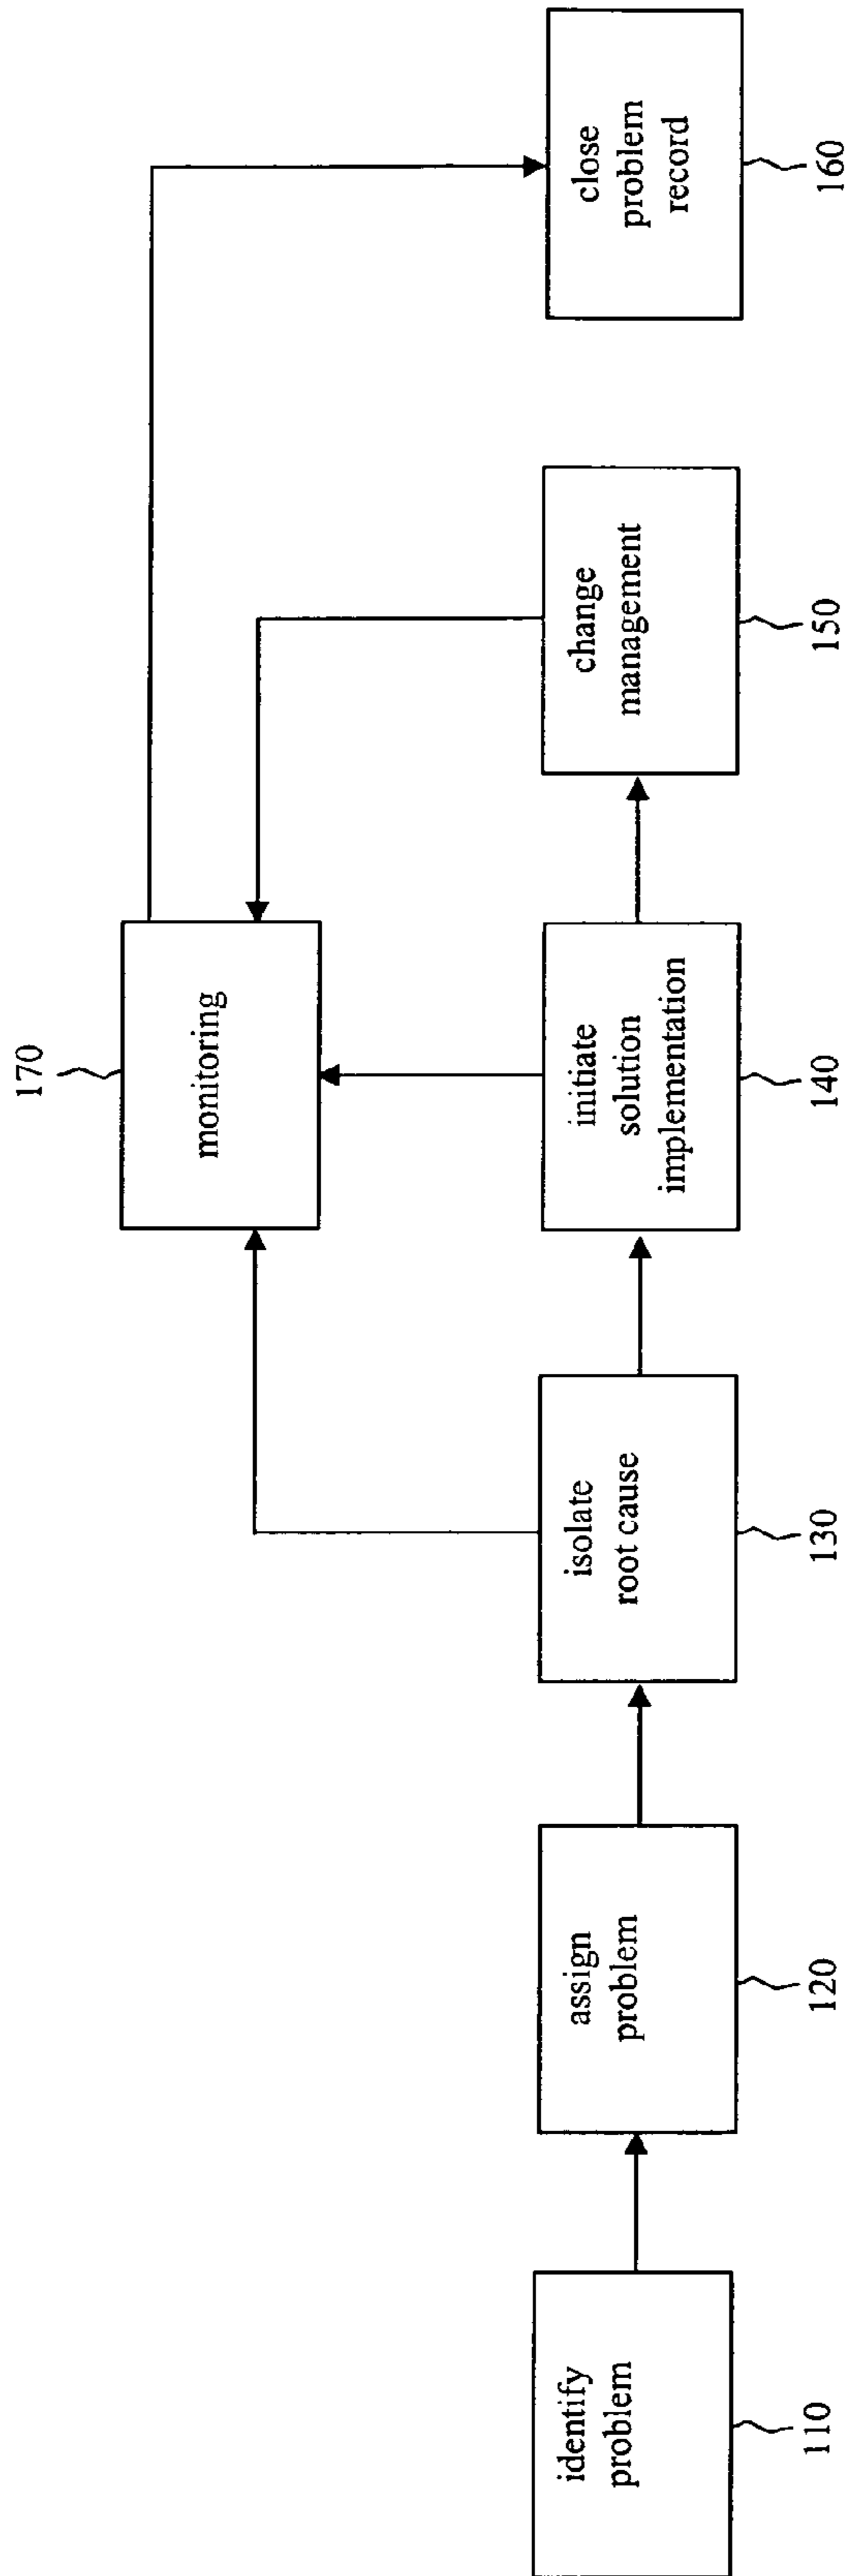 170
monitoring
identify
problem
110
assign
problem
120
isolate
root cause
130
initiate
solution
implementation
140
change
management
150
close
problem
record
160